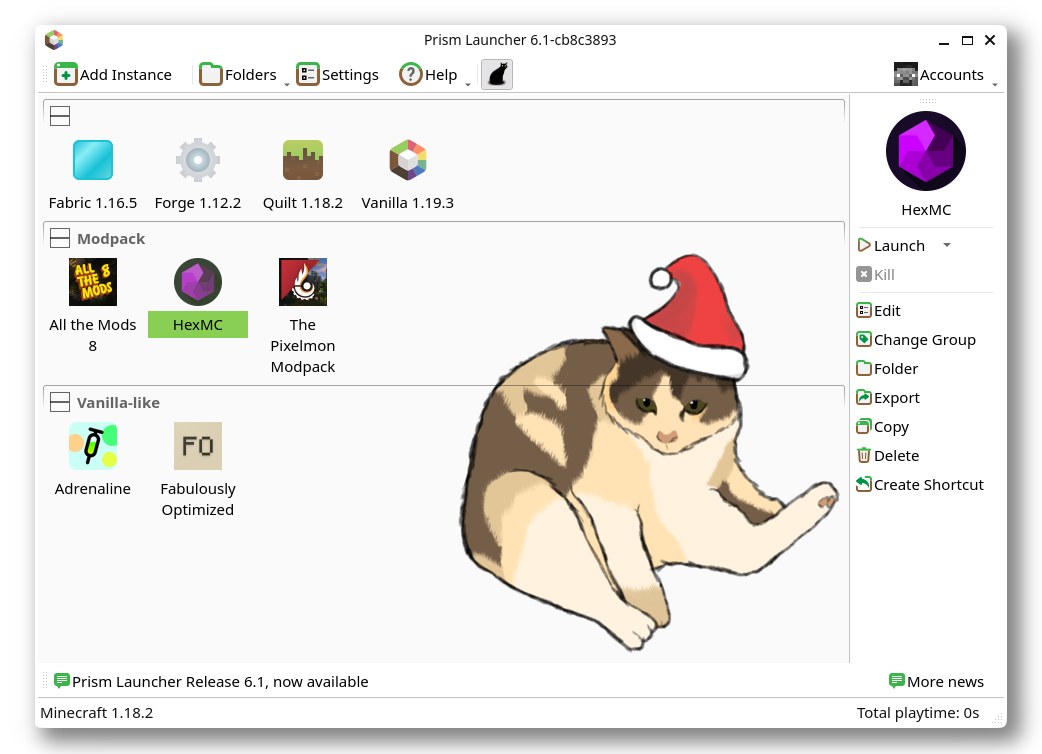 Prism Launcher 6.1-cb8c3893
Add Instance Folders Settings Help Accounts
Fabric 1.16.5 Forge 1.12.2 Quilt 1.18.2 Vanilla 1.19.3
Modpack
ALL THE MODS 8
All the Mods
8
HexMC
The
Pixelmon
Modpack
Vanilla-like
FO
Adrenaline
Fabulously
Optimized
HexMC
Launch
Kill
Edit
Change Group
Folder
Export
Copy
Delete
Create Shortcut
Prism Launcher Release 6.1, now available More news
Minecraft 1.18.2 Total playtime: 0s